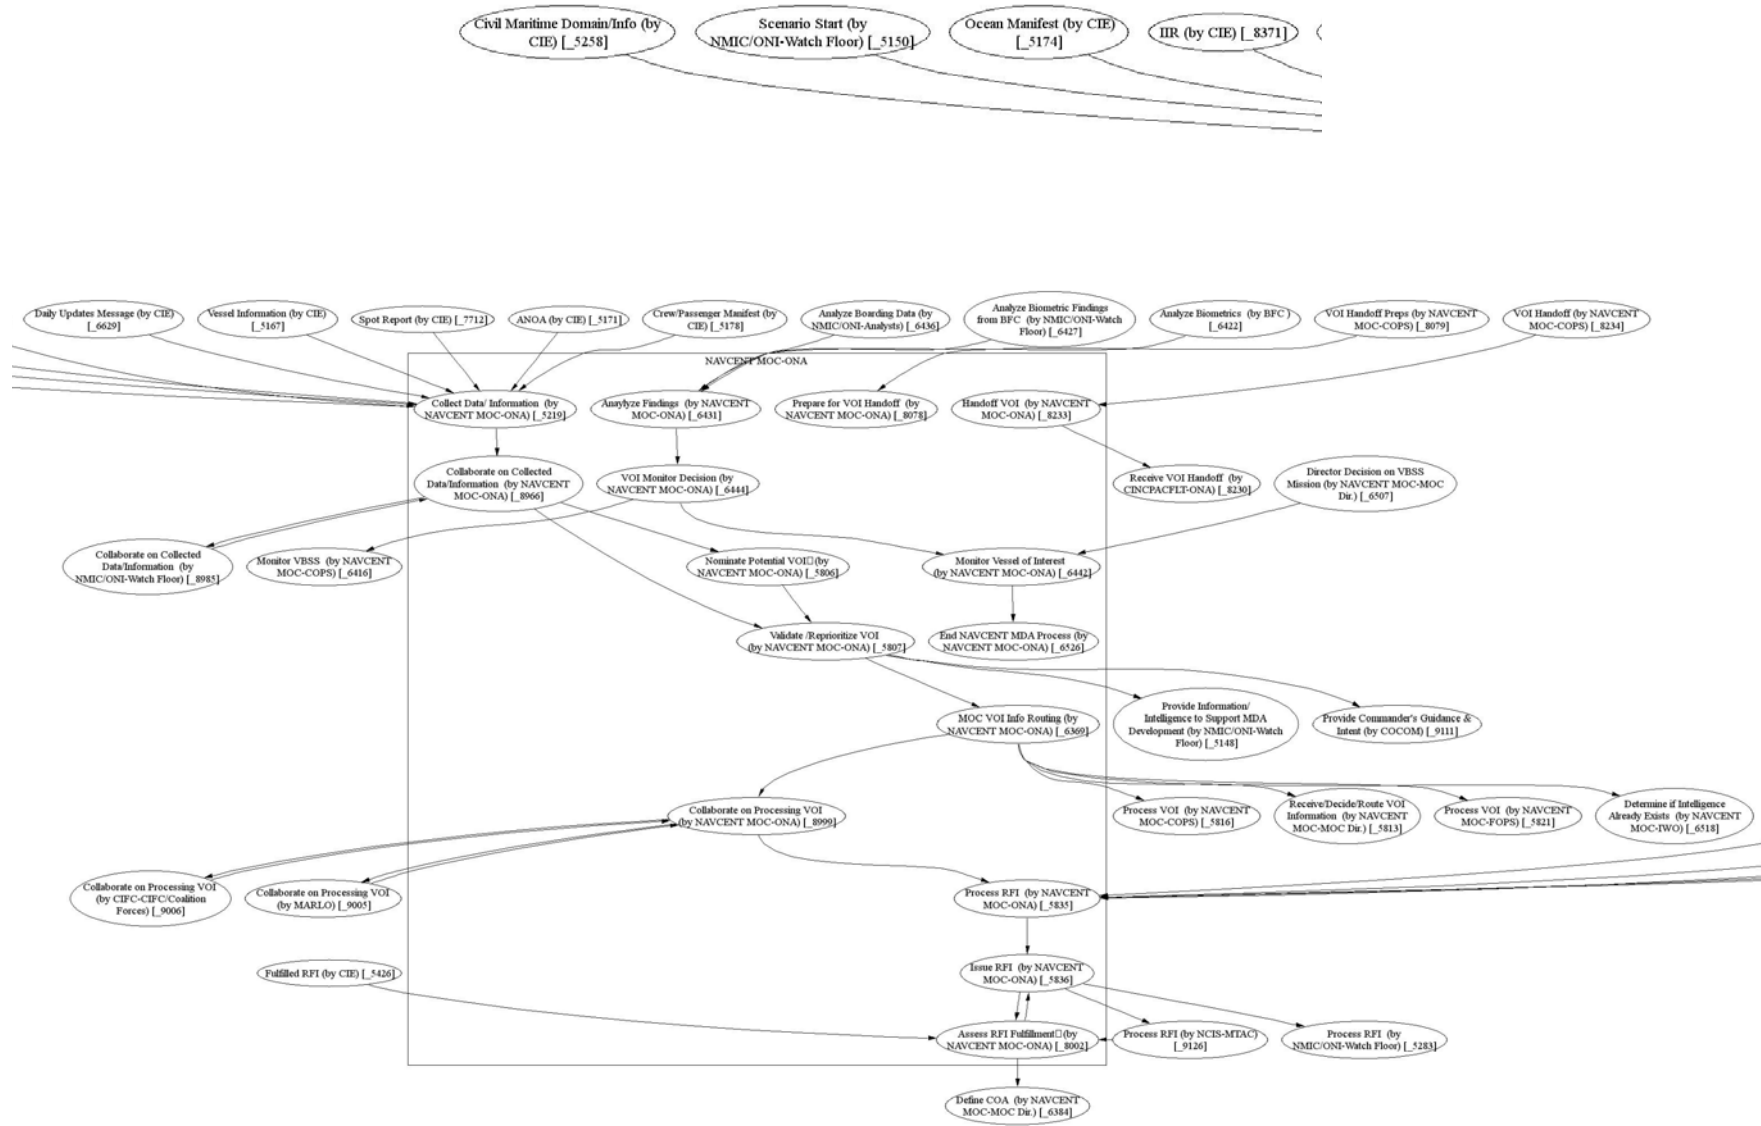 Civil Maritime Domain/Info (by
CIE) [_5258]
Scenario Start (by
NMIC/ONI-Watch Floor) [_5150]
Ocean Manifest (by CIE)
[_5174]
IIR (by CIE) [_8371]
Daily Updates Message (by CIE)
[_6629]
Vessel Information (by CIE)
[_5167]
Spot Report (by CIE) [_7712]
ANOA (by CIE) [_5171]
Crew/Passenger Manifest (by
CIE) [_5178]
Analyze Boarding Data (by
NMIC/ONI-Analysts) [_6436]
Analyze Biometric Findings
from BFC (by NMIC/ONI-Watch
Floor) [_6427]
Analyze Biometrics (by BFC )
[_6422]
VOI Handoff Preps (by NAVCENT
MOC-COPS) [_8079]
VOI Handoff (by NAVCENT
MOC-COPS) [_8234]
NAVCENT MOC-ONA
Collect Data/ Information (by
NAVCENT MOC-ONA) [_5219]
Anaylyze Findings (by NAVCENT
MOC-ONA) [_6431]
Prepare for VOI Handoff (by
NAVCENT MOC-ONA) [_8078]
Handoff VOI (by NAVCENT
MOC-ONA) [_8233]
Collaborate on Collected
Data/Information (by NAVCENT
MOC-ONA) [_8966]
VOI Monitor Decision (by
NAVCENT MOC-ONA) [_6444]
Receive VOI Handoff (by
CINCPACFLT-ONA) [_8230]
Director Decision on VBSS
Mission (by NAVCENT MOC-MOC
Dir.) [_6507]
Collaborate on Collected
Data/Information (by
NMIC/ONI-Watch Floor) [_8985]
Monitor VBSS (by NAVCENT
MOC-COPS) [_6416]
Nominate Potential VOI□(by
NAVCENT MOC-ONA) [_5806]
Monitor Vessel of Interest
(by NAVCENT MOC-ONA) [_6442]
Validate /Reprioritize VOI
(by NAVCENT MOC-ONA) [_5807]
End NAVCENT MDA Process (by
NAVCENT MOC-ONA) [_6526]
MOC VOI Info Routing (by
NAVCENT MOC-ONA) [_6369]
Provide Information/
Intelligence to Support MDA
Development (by NMIC/ONI-Watch
Floor) [_5148]
Provide Commander's Guidance &
Intent (by COCOM) [_9111]
Collaborate on Processing VOI
(by NAVCENT MOC-ONA) [_8999]
Process VOI (by NAVCENT
MOC-COPS) [_5816]
Receive/Decide/Route VOI
Information (by NAVCENT
MOC-MOC Dir.) [_5813]
Process VOI (by NAVCENT
MOC-FOPS) [_5821]
Determine if Intelligence
Already Exists (by NAVCENT
MOC-IWO) [_6518]
Collaborate on Processing VOI
(by CIFC-CIFC/Coalition
Forces) [_9006]
Collaborate on Processing VOI
(by MARLO) [_9005]
Process RFI (by NAVCENT
MOC-ONA) [_5835]
Fulfilled RFI (by CIE) [_5426]
Issue RFI (by NAVCENT
MOC-ONA) [_5836]
Assess RFI Fulfillment□(by
NAVCENT MOC-ONA) [_8002]
Process RFI (by NCIS-MTAC)
[_9126]
Process RFI (by
NMIC/ONI-Watch Floor) [_5283]
Define COA (by NAVCENT
MOC-MOC Dir.) [_6384]